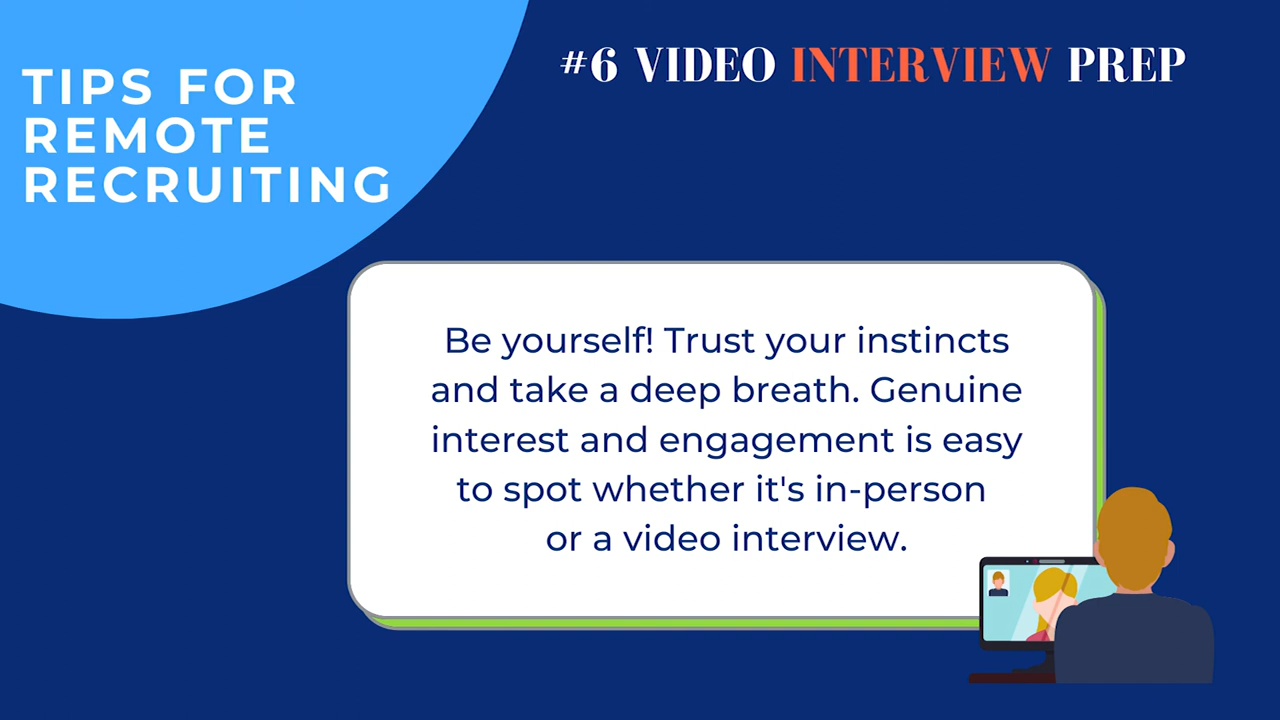 TIPS FOR
REMOTE
RECRUITING
#6 VIDEO INTERVIEW PREP
Be yourself! Trust your instincts
and take a deep breath. Genuine
interest and engagement is easy
to spot whether it's in-person
or a video interview.